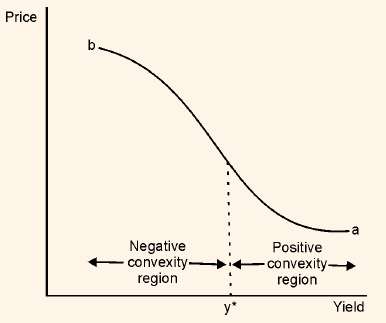 Price
b
a
Negative
convexity
region
Positive
convexity
region
y*
Yield